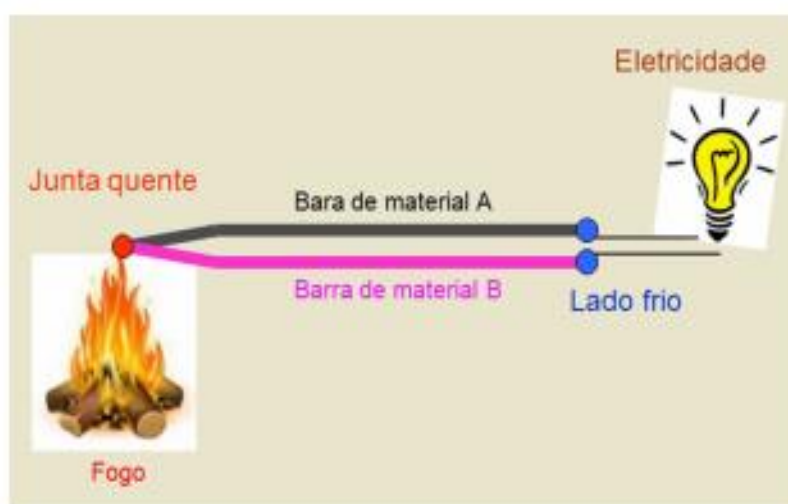 Eletricidade
Junta quente
Bara de material A
Barra de material B
Lado frio
Fogo